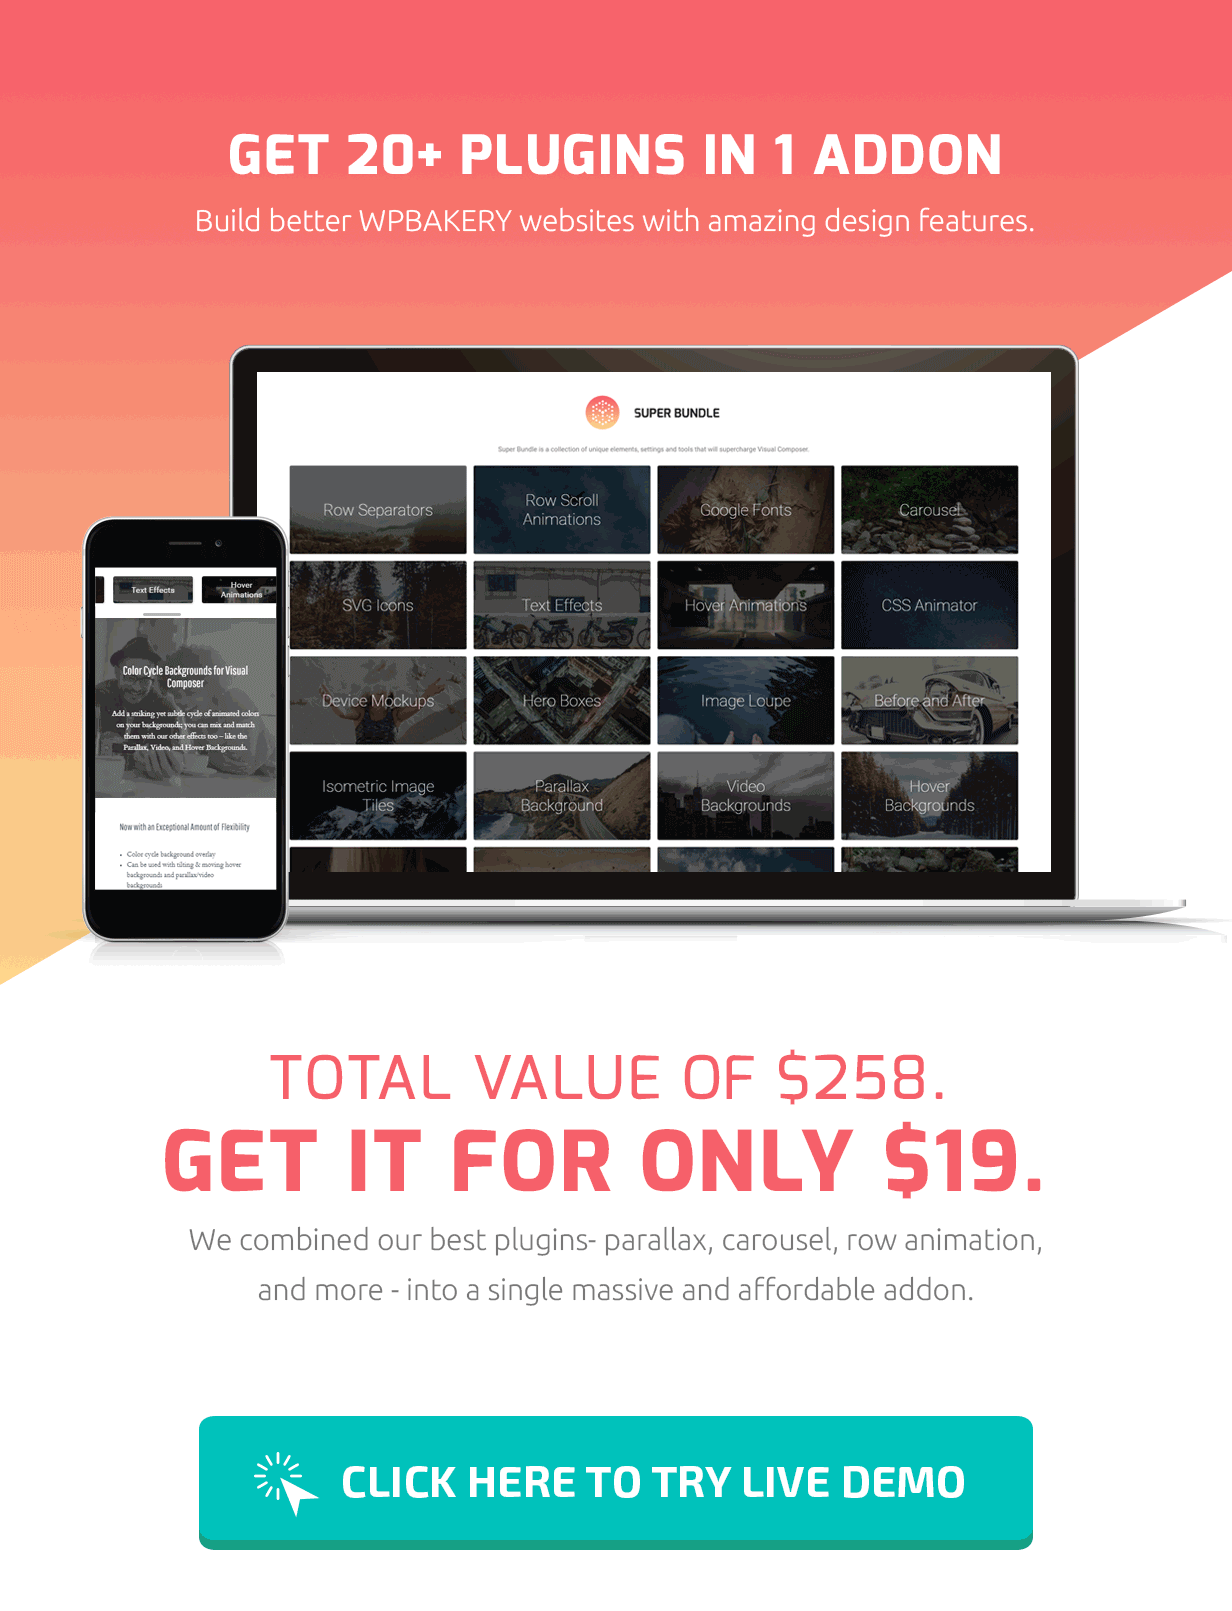 GET 20+ PLUGINS IN 1 ADDON
Build better WPBAKERY websites with amazing design features.
SUPER BUNDLE
Super Bundle is a collection of unique elements, settings and tools that will supercharge Visual Composer.
Row Separators
Row Scroll
Animations
Google Fonts
Carousel
SVG Icons
Text Effects
Hover Animations
CSS Animator
Device Mockups
Hero Boxes
Image Loupe
Before and After
Isometric Image
Tiles
Parallax
Background
Video
Backgrounds
Hover
Backgrounds
Text Effects
Hover
Animations
Color Cycle Backgrounds for Visual
Composer
Add a striking yet subtle cycle of animated colors
on your backgrounds; you can mix and match
them with our other effects too – like the
Parallax, Video, and Hover Backgrounds.
Now with an Exceptional Amount of Flexibility
• Color cycle background overlay
• Can be used with tilting & moving hover
backgrounds and parallax/video
backgrounds
TOTAL VALUE OF $258.
GET IT FOR ONLY $19.
We combined our best plugins- parallax, carousel, row animation,
and more - into a single massive and affordable addon.
CLICK HERE TO TRY LIVE DEMO